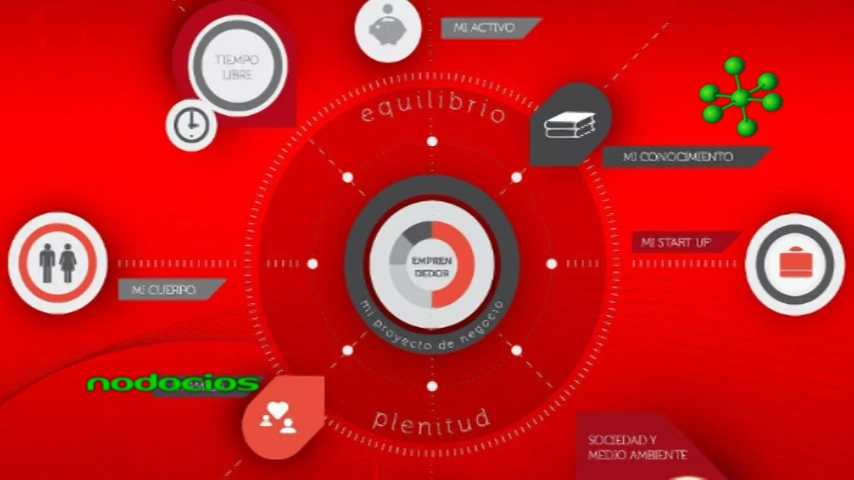 MI ACTIVO
TIEMPO
LIBRE
equilibrio
MI CONOCIMIENTO
MI START UP
EMPREN
DEDOR
MI CUERPO
mi proyecto de negocio
nodocios
plenitud
SOCIEDAD Y
MEDIO AMBIENTE